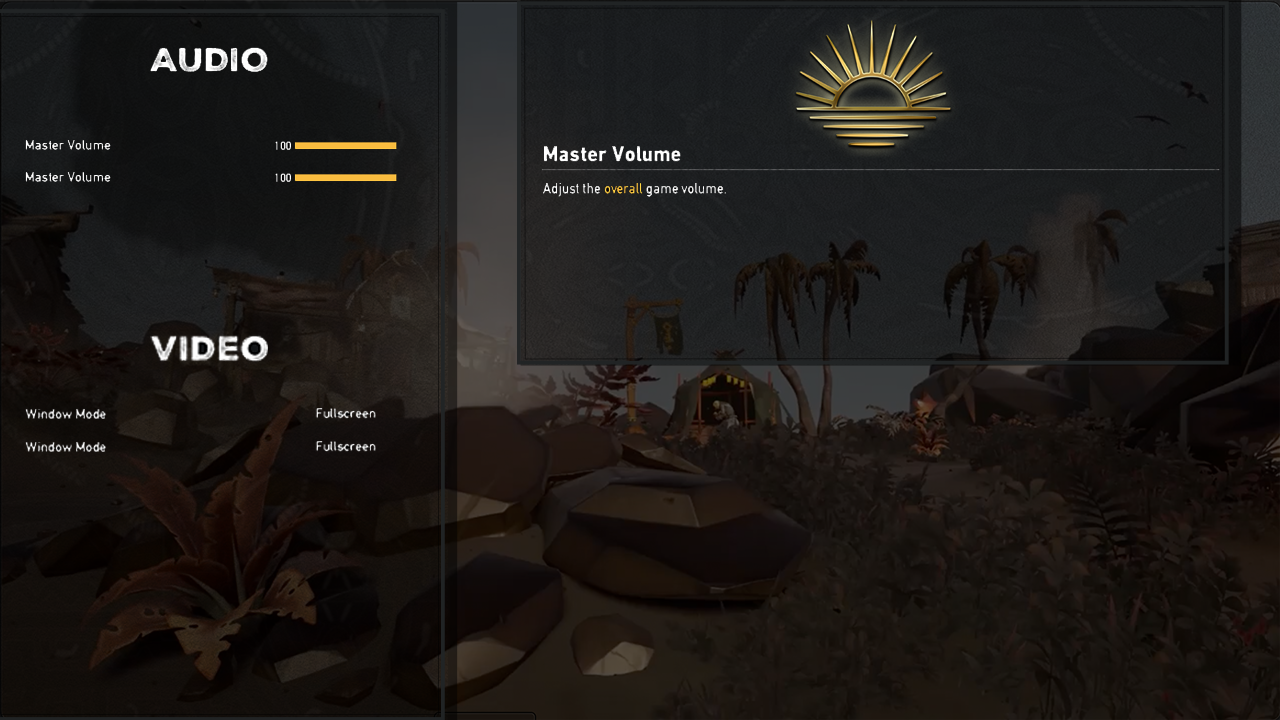 AUDIO
Master Volume 100
Master Volume 100
VIDEO
Window Mode Fullscreen
Window Mode Fullscreen
Master Volume
Adjust the overall game volume.